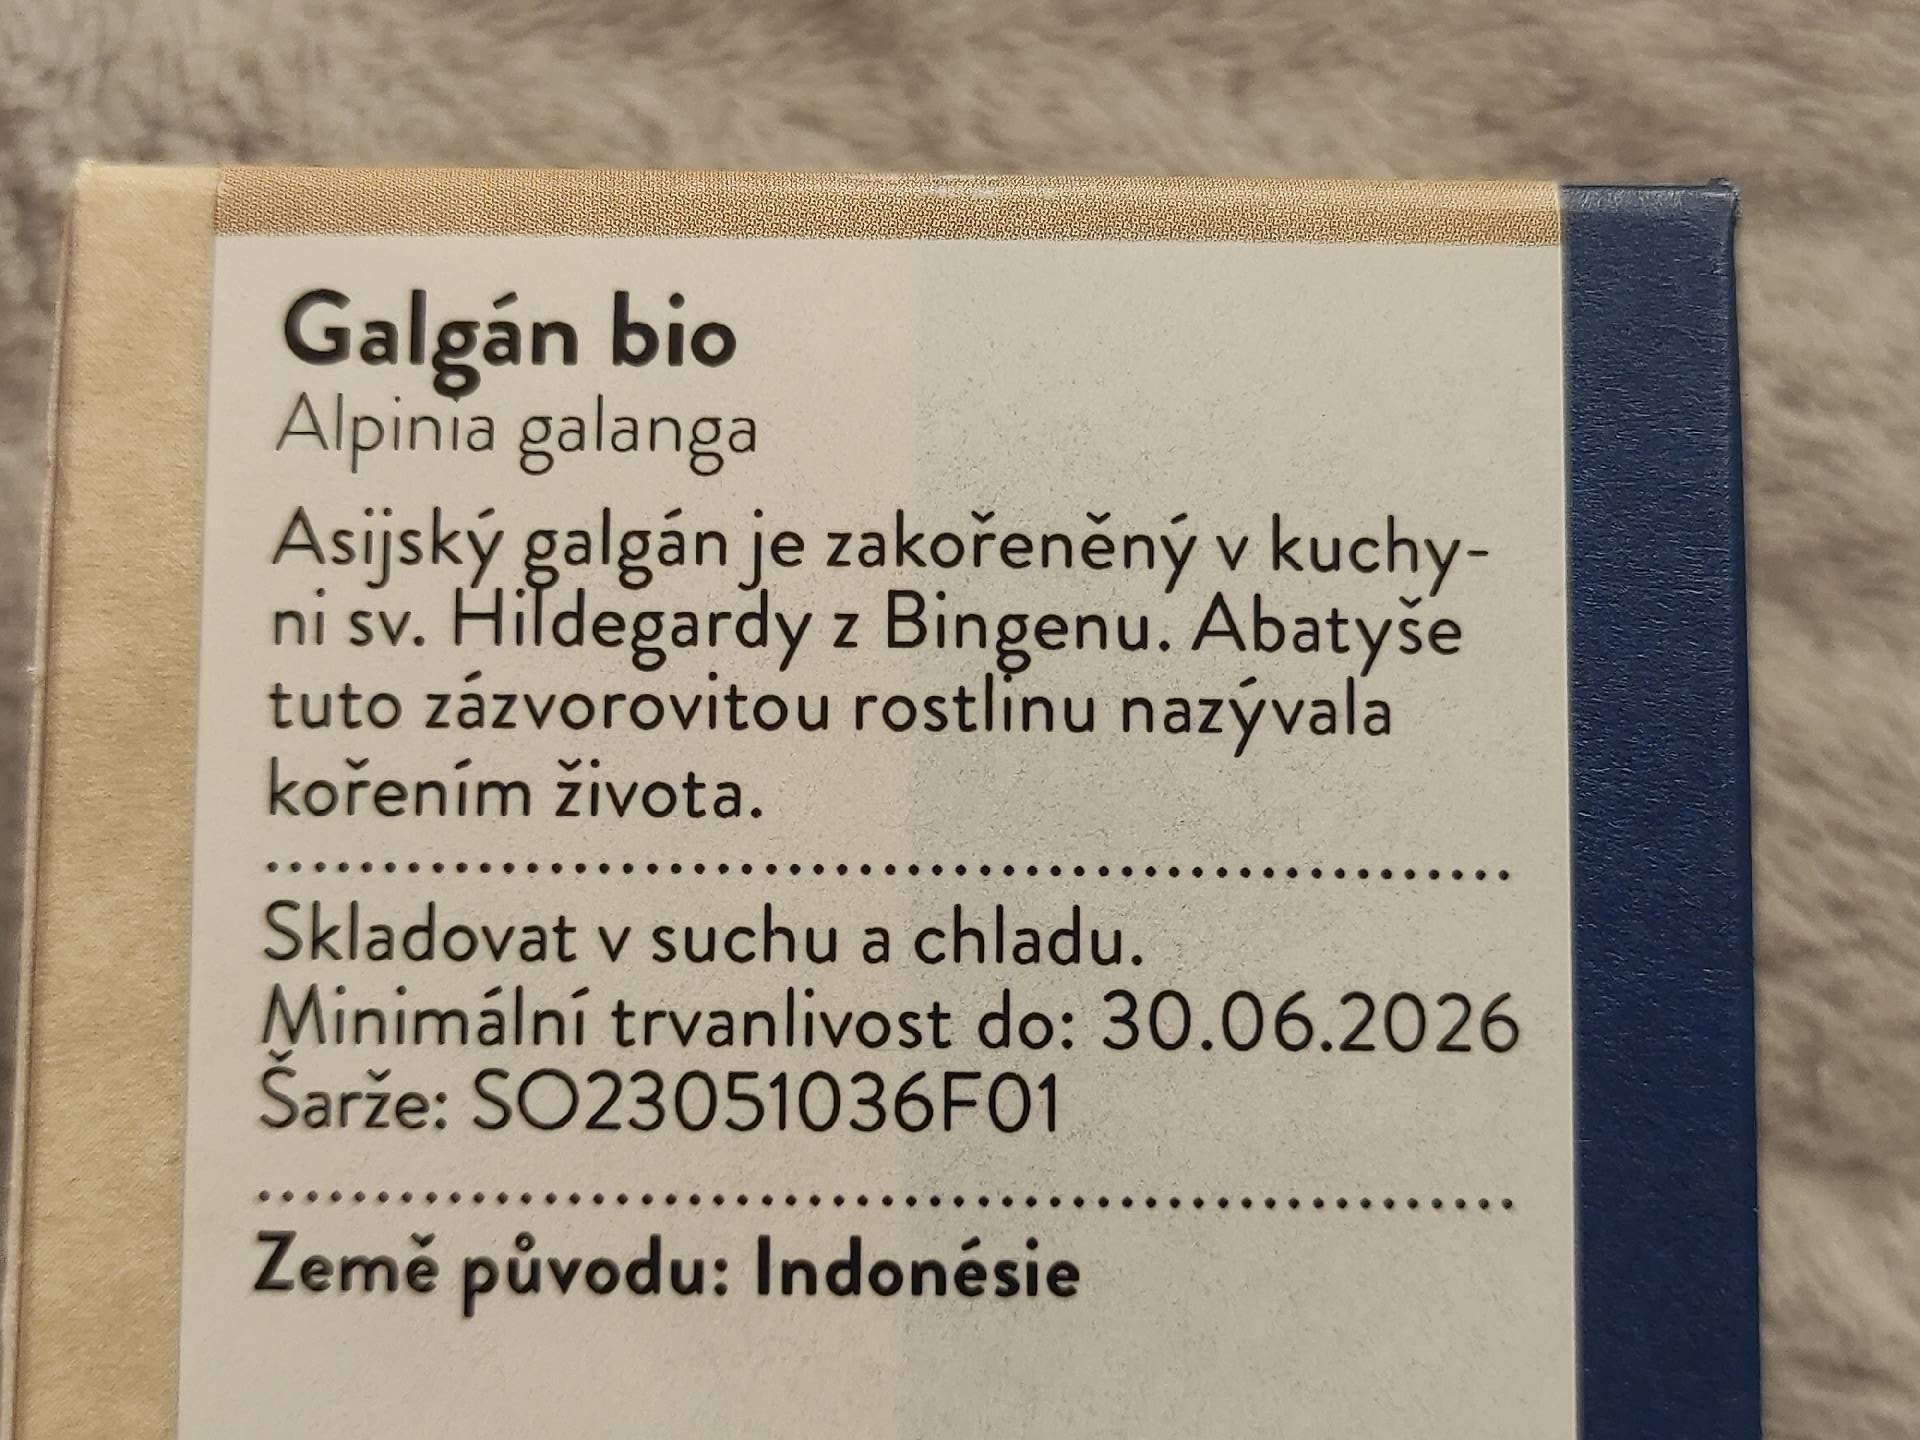 Galgán bio
Alpinia galanga
Asijský galgán je zakořeněný v kuchy-
ni sv. Hildegardy z Bingenu. Abatyše
tuto zázvorovitou rostlinu nazývala
kořením života.
Skladovat v suchu a chladu.
Minimální trvanlivost do: 30.06.2026
Šarže: SO23051036F01
Země původu: Indonésie